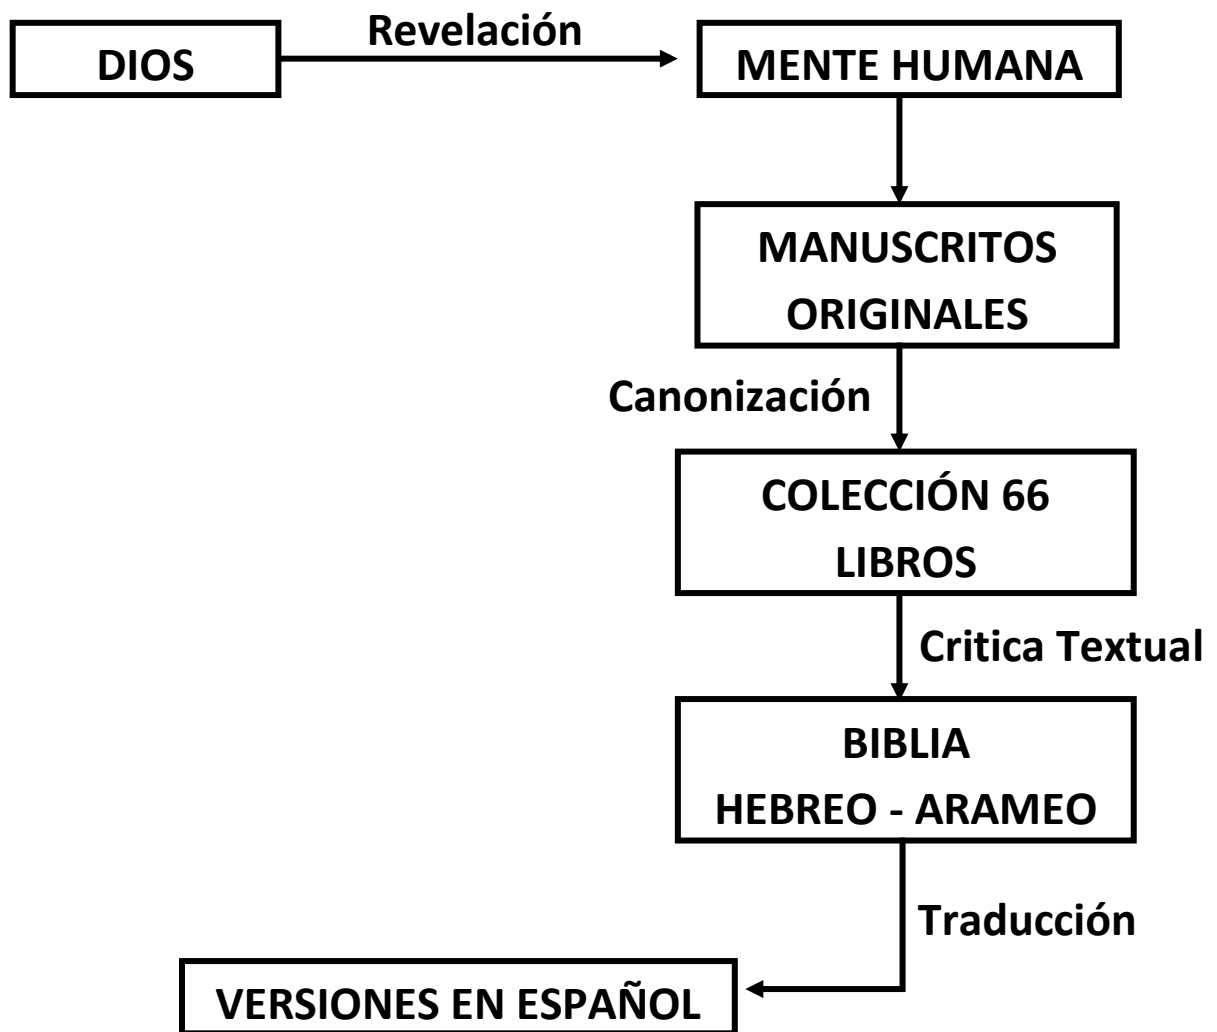 Revelación
DIOS
MENTE HUMANA
MANUSCRITOS
ORIGINALES
Canonización
COLECCIÓN 66
LIBROS
Critica Textual
BIBLIA
HEBREO - ARAMEO
Traducción
VERSIONES EN ESPAÑOL